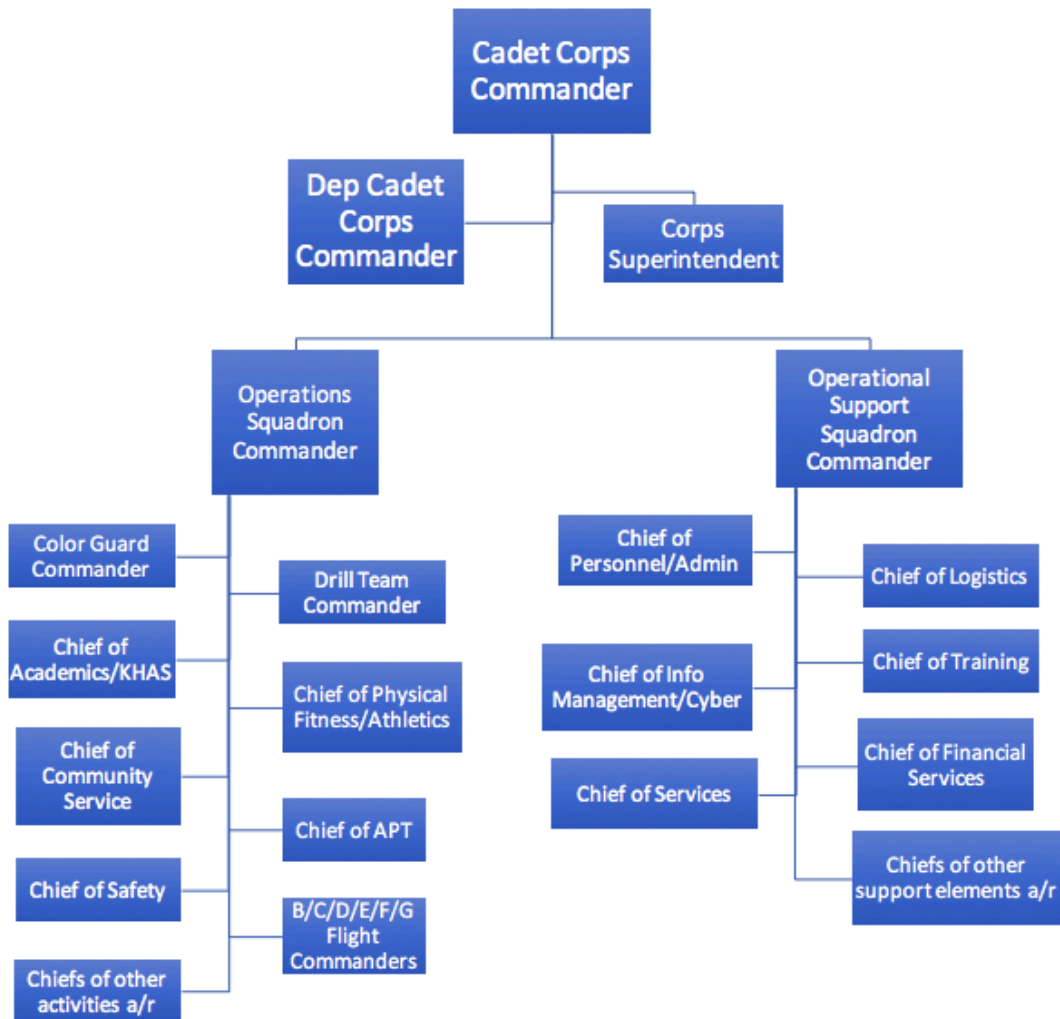 Cadet Corps
Commander
Dep Cadet
Corps
Commander
Corps
Superintendent
Operations
Squadron
Commander
Operational
Support
Squadron
Commander
Color Guard
Commander
Drill Team
Commander
Chief of
Academics/KHAS
Chief of Physical
Fitness/Athletics
Chief of
Community
Service
Chief of APT
Chief of Safety
B/C/D/E/F/G
Flight
Commanders
Chiefs of other
activities a/r
Chief of
Personnel/Admin
Chief of Logistics
Chief of Info
Management/Cyber
Chief of Training
Chief of Services
Chief of Financial
Services
Chiefs of other
support elements a/r